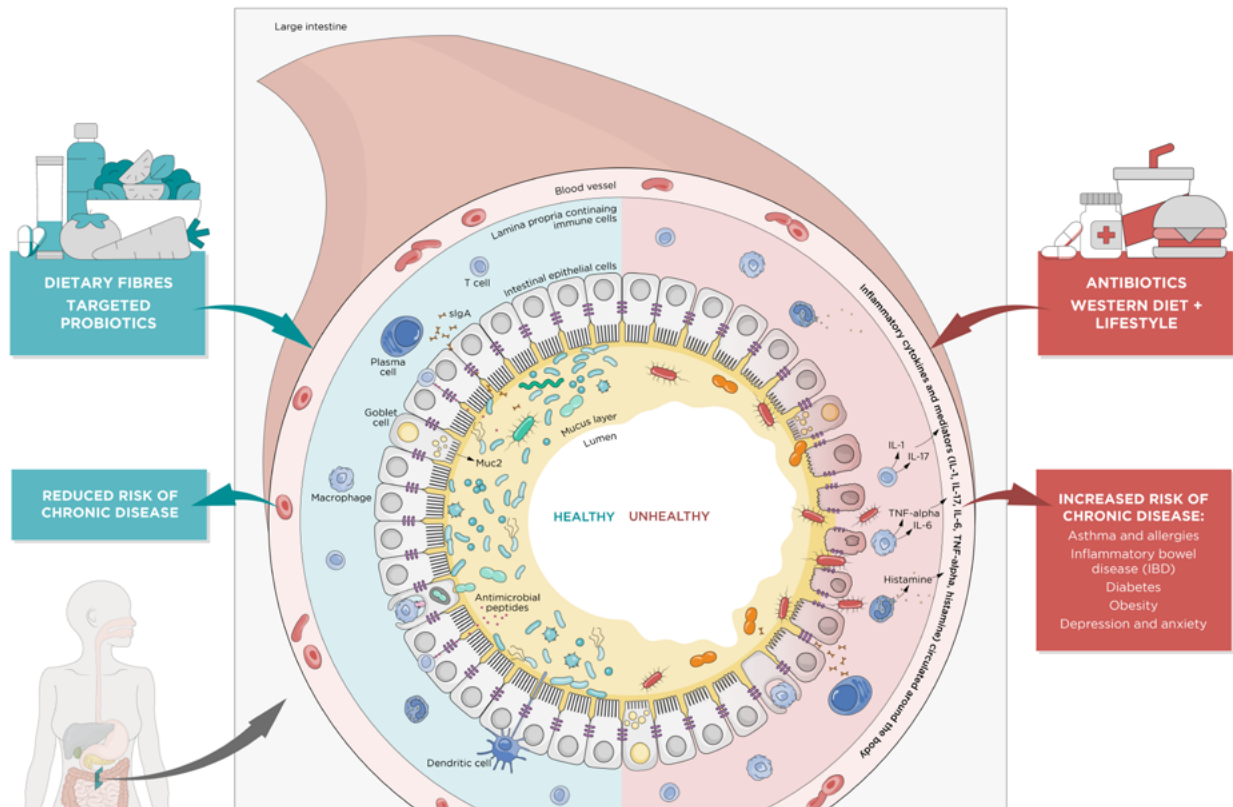 Large intestine
Blood vessel
Lamina propria continaing
immune cells
T cell
Intestinal epithelial cells
sIgA
Plasma
cell
Goblet
cell
Muc2
Mucus layer
Lumen
Macrophage
HEALTHY UNHEALTHY
Antimicrobial
peptides
Dendritic cell
IL-1
IL-17
TNF-alpha
IL-6
Histamine
Inflammatory cytokines and mediators (IL-1, IL-17, IL-6, TNF-alpha, histamine) circulated around the body
DIETARY FIBRES
TARGETED
PROBIOTICS
REDUCED RISK OF
CHRONIC DISEASE
ANTIBIOTICS
WESTERN DIET +
LIFESTYLE
INCREASED RISK OF
CHRONIC DISEASE:
Asthma and allergies
Inflammatory bowel
disease (IBD)
Diabetes
Obesity
Depression and anxiety